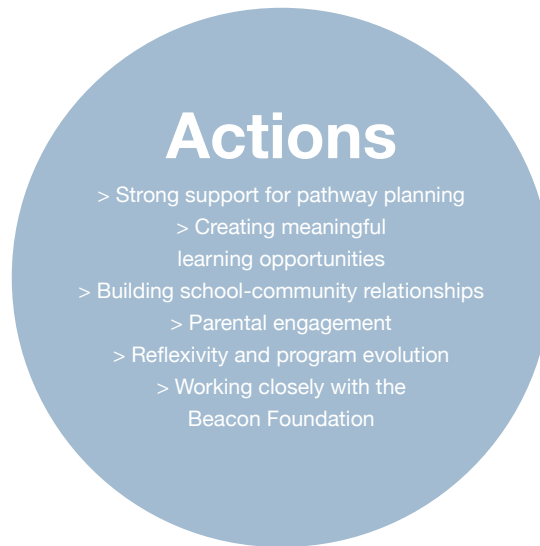 Actions
> Strong support for pathway planning
> Creating meaningful
learning opportunities
> Building school-community relationships
> Parental engagement
> Reflexivity and program evolution
> Working closely with the
Beacon Foundation